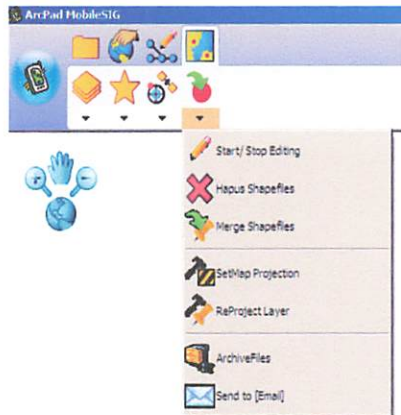 ArcPad MobileSIG
Start/ Stop Editing
Hapus Shapefiles
Merge Shapefiles
SetMap Projection
ReProject Layer
ArchiveFiles
Send to [Email]